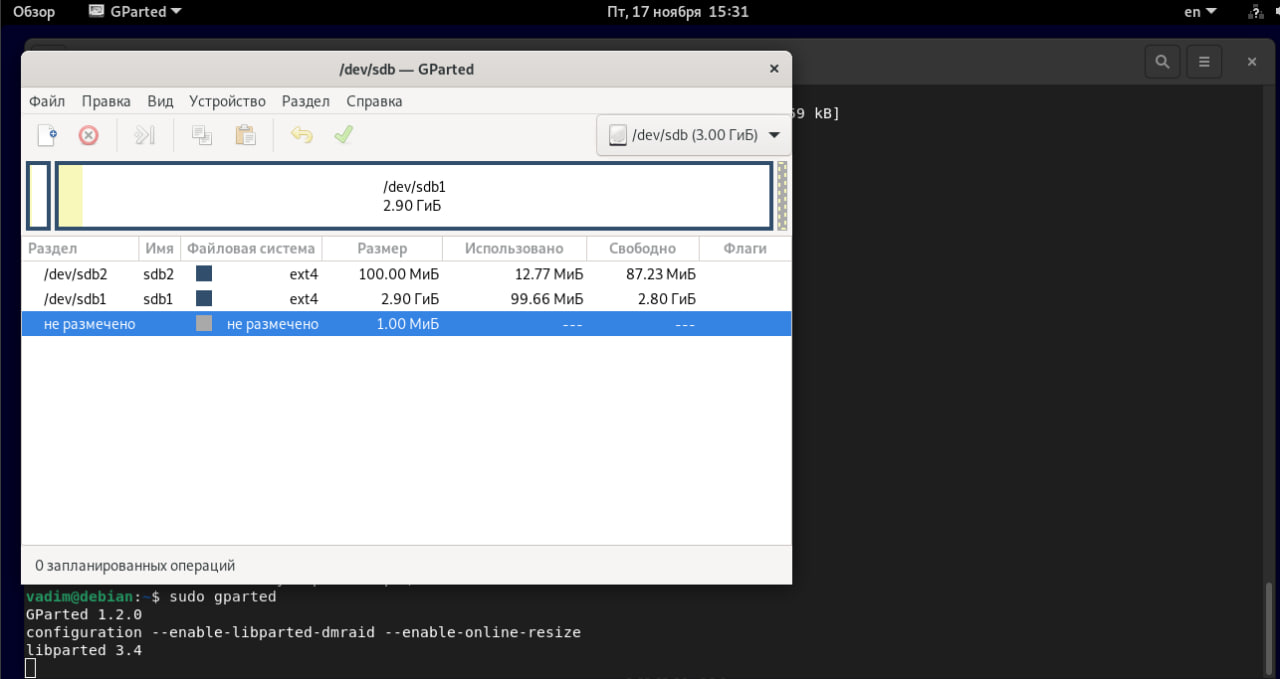 Обзор GParted Пт, 17 ноября 15:31 en
/dev/sdb — GParted
Файл Правка Вид Устройство Раздел Справка
/dev/sdb (3.00 ГиБ)
59 kB]
/dev/sdb1
2.90 ГиБ
Раздел Имя Файловая система Размер Использовано Свободно Флаги
/dev/sdb2 sdb2 ext4 100.00 МиБ 12.77 МиБ 87.23 МиБ
/dev/sdb1 sdb1 ext4 2.90 ГиБ 99.66 МиБ 2.80 ГиБ
не размечено не размечено 1.00 МиБ --- ---
0 запланированных операций
vadim@debian:~$ sudo gparted
GParted 1.2.0
configuration --enable-libparted-dmraid --enable-online-resize
libparted 3.4